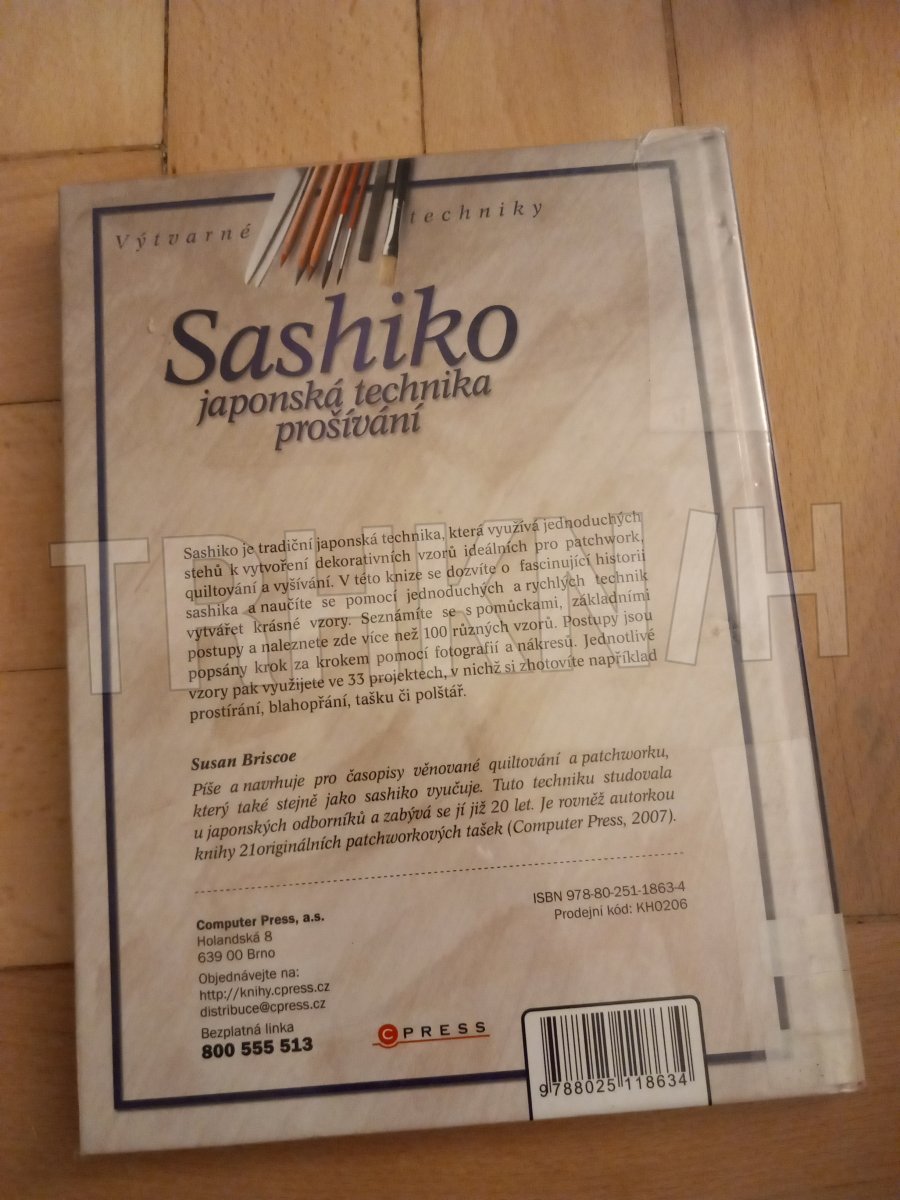 Výtvarné techniky
Sashiko
japonská technika
prošívání
Sashiko je tradiční japonská technika, která využívá jednoduchých
stehů k vytvoření dekorativních vzorů ideálních pro patchwork,
quiltování a vyšívání. V této knize se dozvíte o fascinující historii
sashika a naučíte se pomocí jednoduchých a rychlých technik
vytvářet krásné vzory. Seznámíte se s pomůckami, základními
postupy a naleznete zde více než 100 různých vzorů. Postupy jsou
popsány krok za krokem pomocí fotografií a nákresů. Jednotlivé
vzory pak využijete ve 33 projektech, v nichž si zhotovíte například
prostírání, blahopřání, tašku či polštář.
Susan Briscoe
Píše a navrhuje pro časopisy věnované quiltování a patchworku,
který také stejně jako sashiko vyučuje. Tuto techniku studovala
u japonských odborníků a zabývá se jí již 20 let. Je rovněž autorkou
knihy 21originálních patchworkových tašek (Computer Press, 2007).
ISBN 978-80-251-1863-4
Prodejní kód: KH0206
Computer Press, a.s.
Holandská 8
639 00 Brno
Objednávejte na:
http://knihy.cpress.cz
distribuce@cpress.cz
Bezplatná linka
800 555 513
CPRESS
9 788025 118634
TRHKNIH